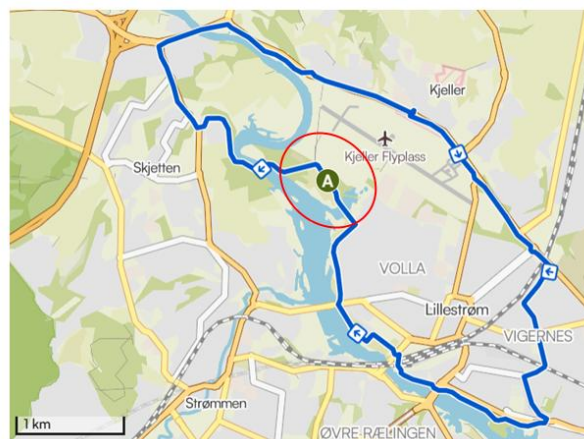 Kjeller
Kjeller Flyplass
Skjetten
A
VOLLA
Lillestrøm
VIGERNES
Strømmen
ØVRE RÆLINGEN
1 km